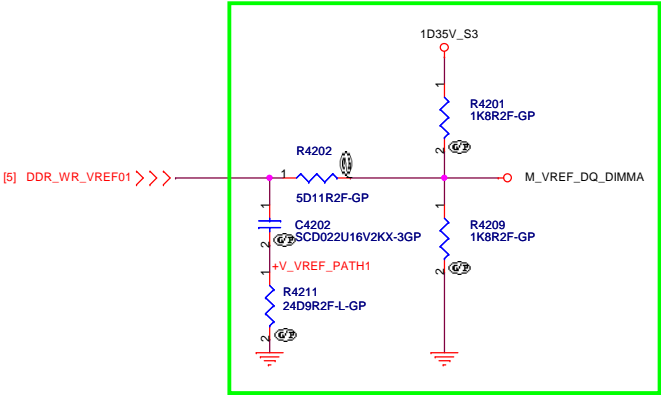 1D35V_S3
1
R4201
1K8R2F-GP
2 G/P
R4202
[5] DDR_WR_VREF01
1
M_VREF_DQ_DIMMA
5D11R2F-GP
1
C4202
SCD022U16V2KX-3GP
2 G/P
1
R4209
1K8R2F-GP
2 G/P
+V_VREF_PATH1
1
R4211
24D9R2F-L-GP
2 G/P